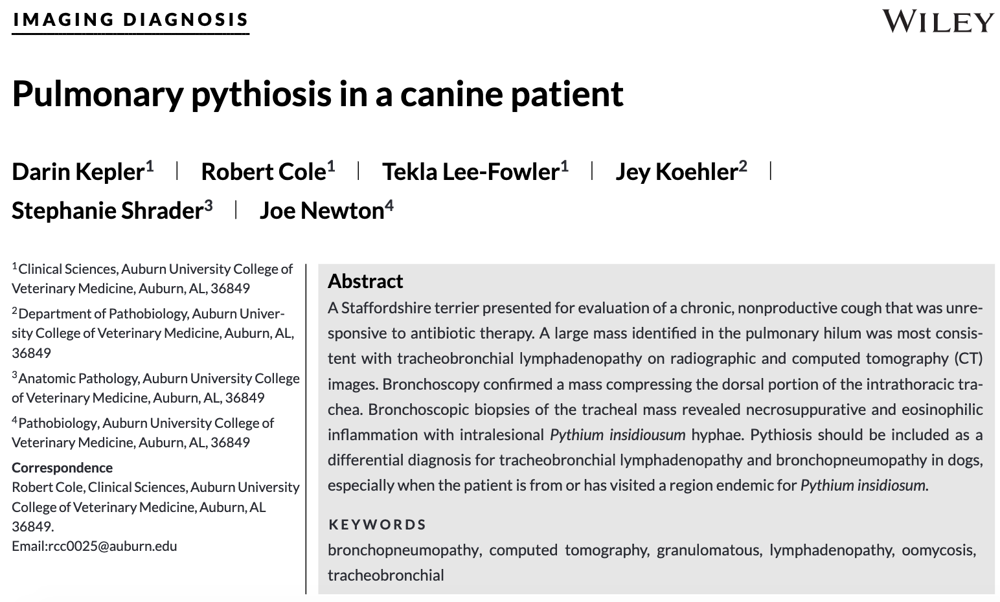 IMAGING DIAGNOSIS
WILEY
Pulmonary pythiosis in a canine patient
Darin Kepler1 | Robert Cole1 | Tekla Lee-Fowler1 | Jey Koehler2 |
Stephanie Shrader3 | Joe Newton4
1Clinical Sciences, Auburn University College of
Veterinary Medicine, Auburn, AL, 36849
2Department of Pathobiology, Auburn Univer-
sity College of Veterinary Medicine, Auburn, AL,
36849
3Anatomic Pathology, Auburn University College
of Veterinary Medicine, Auburn, AL, 36849
4Pathobiology, Auburn University College of
Veterinary Medicine, Auburn, AL, 36849
Correspondence
Robert Cole, Clinical Sciences, Auburn University
College of Veterinary Medicine, Auburn, AL
36849.
Email:rcc0025@auburn.edu
Abstract
A Staffordshire terrier presented for evaluation of a chronic, nonproductive cough that was unre-
sponsive to antibiotic therapy. A large mass identified in the pulmonary hilum was most consis-
tent with tracheobronchial lymphadenopathy on radiographic and computed tomography (CT)
images. Bronchoscopy confirmed a mass compressing the dorsal portion of the intrathoracic tra-
chea. Bronchoscopic biopsies of the tracheal mass revealed necrosuppurative and eosinophilic
inflammation with intralesional Pythium insidiousum hyphae. Pythiosis should be included as a
differential diagnosis for tracheobronchial lymphadenopathy and bronchopneumopathy in dogs,
especially when the patient is from or has visited a region endemic for Pythium insidiosum.
KEYWORDS
bronchopneumopathy, computed tomography, granulomatous, lymphadenopathy, oomycosis,
tracheobronchial